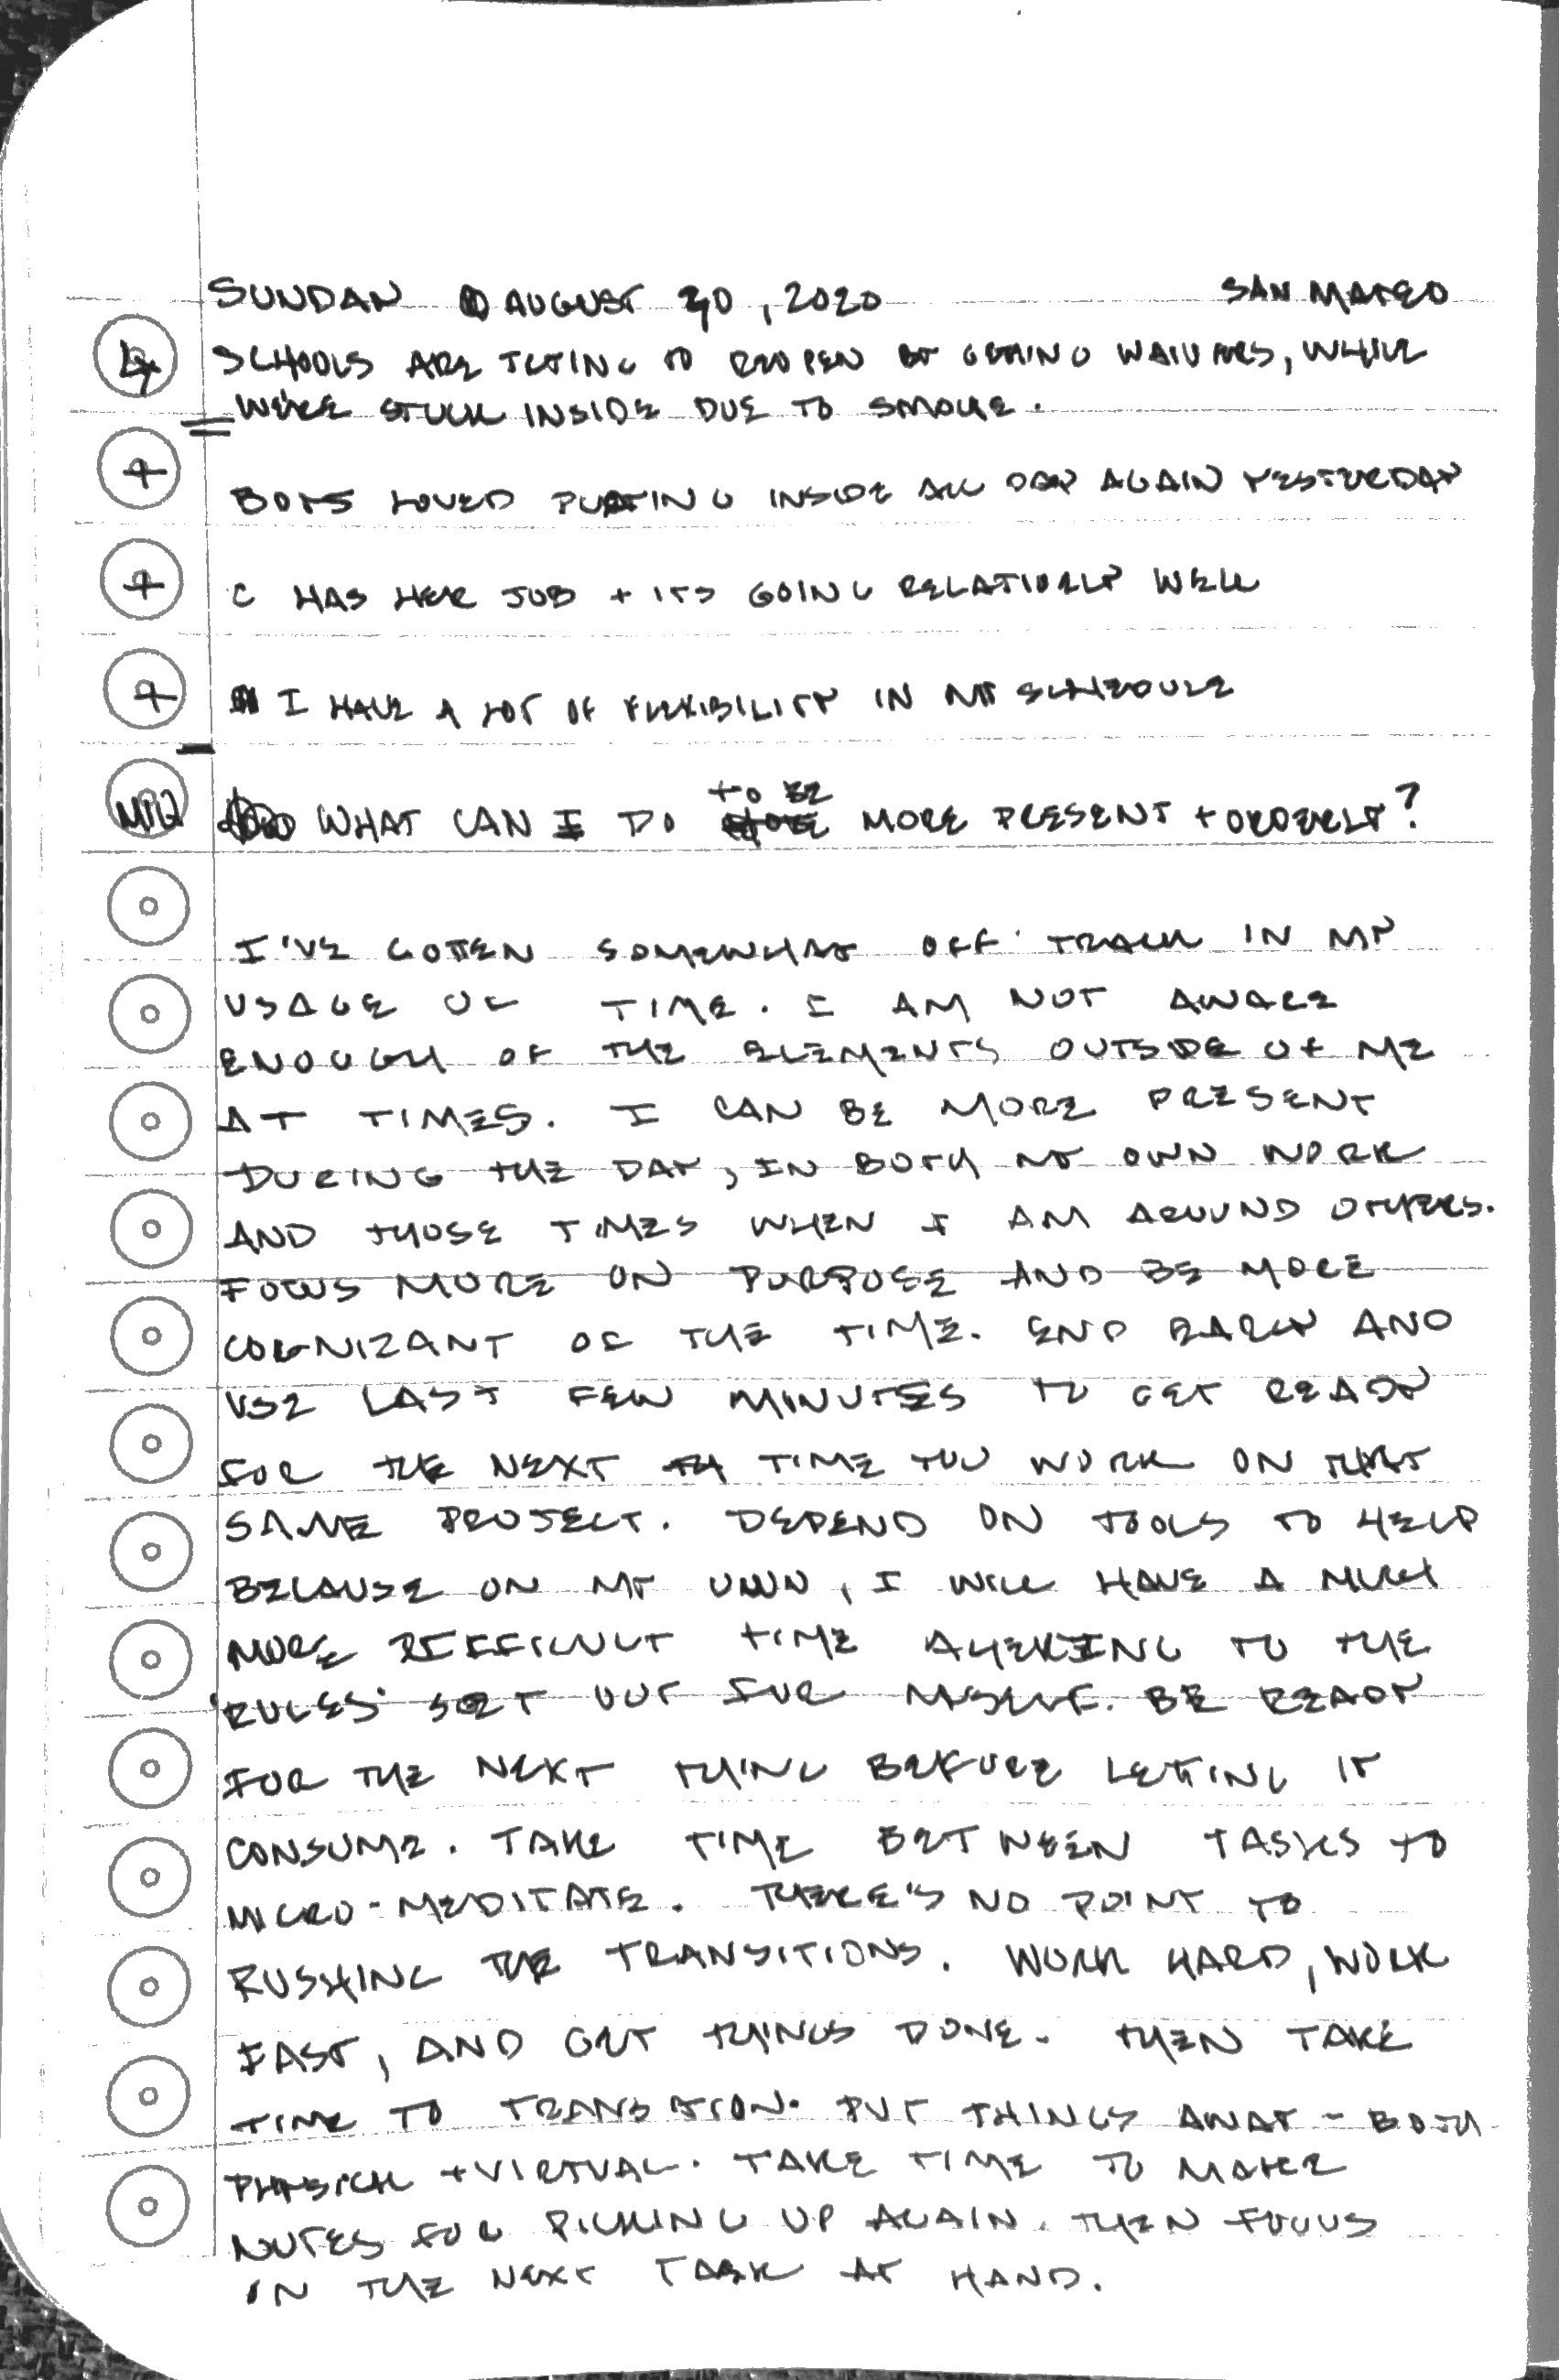 SUNDAY AUGUST 30, 2020 SAN MATEO
SCHOOLS ARE TRYING TO REOPEN BY GETTING WAIVERS, WHILE
WE'RE STUCK INSIDE DUE TO SMOKE.
+ BOYS LOVED PLAYING INSIDE ALL DAY AGAIN YESTERDAY
+ C HAS HER JOB + ITS GOING RELATIVELY WELL
+ I HAVE A LOT OF FLEXIBILITY IN MY SCHEDULE
TO BE
MIQ WHAT CAN I DO MORE PRESENT + ORDERLY?
I'VE GOTTEN SOMEWHAT OFF TRACK IN MY
USAGE OF TIME. I AM NOT AWARE
ENOUGH OF THE ELEMENTS OUTSIDE OF ME
AT TIMES. I CAN BE MORE PRESENT
DURING THE DAY, IN BOTH MY OWN WORK
AND THOSE TIMES WHEN I AM AROUND OTHERS.
FOCUS MORE ON PURPOSE AND BE MORE
COGNIZANT OF THE TIME. END EARLY AND
USE LAST FEW MINUTES TO GET READY
FOR THE NEXT TIME YOU WORK ON THAT
SAME PROJECT. DEPEND ON TOOLS TO HELP
BECAUSE ON MY OWN, I WILL HAVE A MUCH
MORE DIFFICULT TIME AHERING TO THE
'RULES' SET OUT FOR MYSELF. BE READY
FOR THE NEXT THING BEFORE LETTING IT
CONSUME. TAKE TIME BETWEEN TASKS TO
MICRO-MEDITATE. THERE'S NO POINT TO
RUSHING THE TRANSITIONS. WORK HARD, WORK
FAST, AND GET THINGS DONE. THEN TAKE
TIME TO TRANSITION. PUT THINGS AWAY - BOTH
PHYSICAL + VIRTUAL. TAKE TIME TO MAKE
NOTES FOR PICKING UP AGAIN. THEN FOCUS
ON THE NEXT TASK AT HAND.